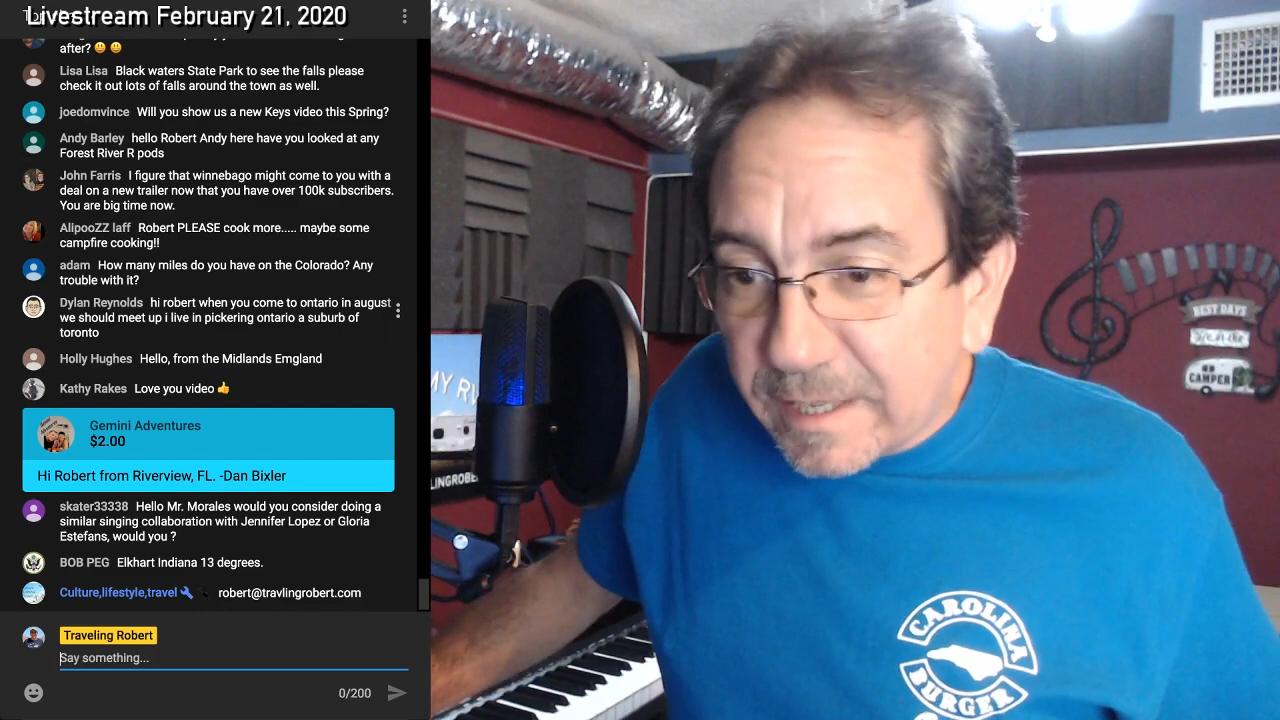 Livestream February 21, 2020
after? 😃 😃
Lisa Lisa Black waters State Park to see the falls please
check it out lots of falls around the town as well.
joedomvince Will you show us a new Keys video this Spring?
Andy Barley hello Robert Andy here have you looked at any
Forest River R pods
John Farris I figure that winnebago might come to you with a
deal on a new trailer now that you have over 100k subscribers.
You are big time now.
AlipooZZ laff Robert PLEASE cook more..... maybe some
campfire cooking!!
adam How many miles do you have on the Colorado? Any
trouble with it?
Dylan Reynolds hi robert when you come to ontario in august
we should meet up i live in pickering ontario a suburb of
toronto
Holly Hughes Hello, from the Midlands Emgland
Kathy Rakes Love you video 👍
Gemini Adventures
$2.00
Hi Robert from Riverview, FL. -Dan Bixler
skater33338 Hello Mr. Morales would you consider doing a
similar singing collaboration with Jennifer Lopez or Gloria
Estefans, would you ?
BOB PEG Elkhart Indiana 13 degrees.
Culture,lifestyle,travel robert@travlingrobert.com
Traveling Robert
Say something...
0/200
MY RV
LINGROBE
BEST DAYS
CAMPER
CAROLINA
BURGER